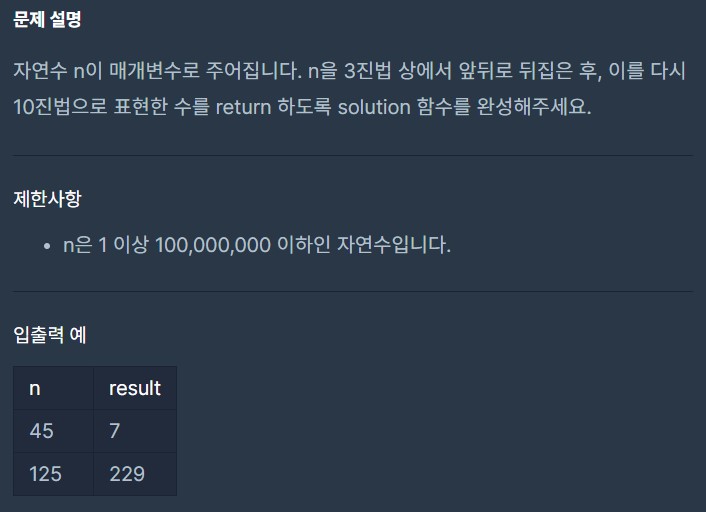 문제 설명
자연수 n이 매개변수로 주어집니다. n을 3진법 상에서 앞뒤로 뒤집은 후, 이를 다시
10진법으로 표현한 수를 return 하도록 solution 함수를 완성해주세요.
제한사항
• n은 1 이상 100,000,000 이하인 자연수입니다.
입출력 예
n result
45 7
125 229